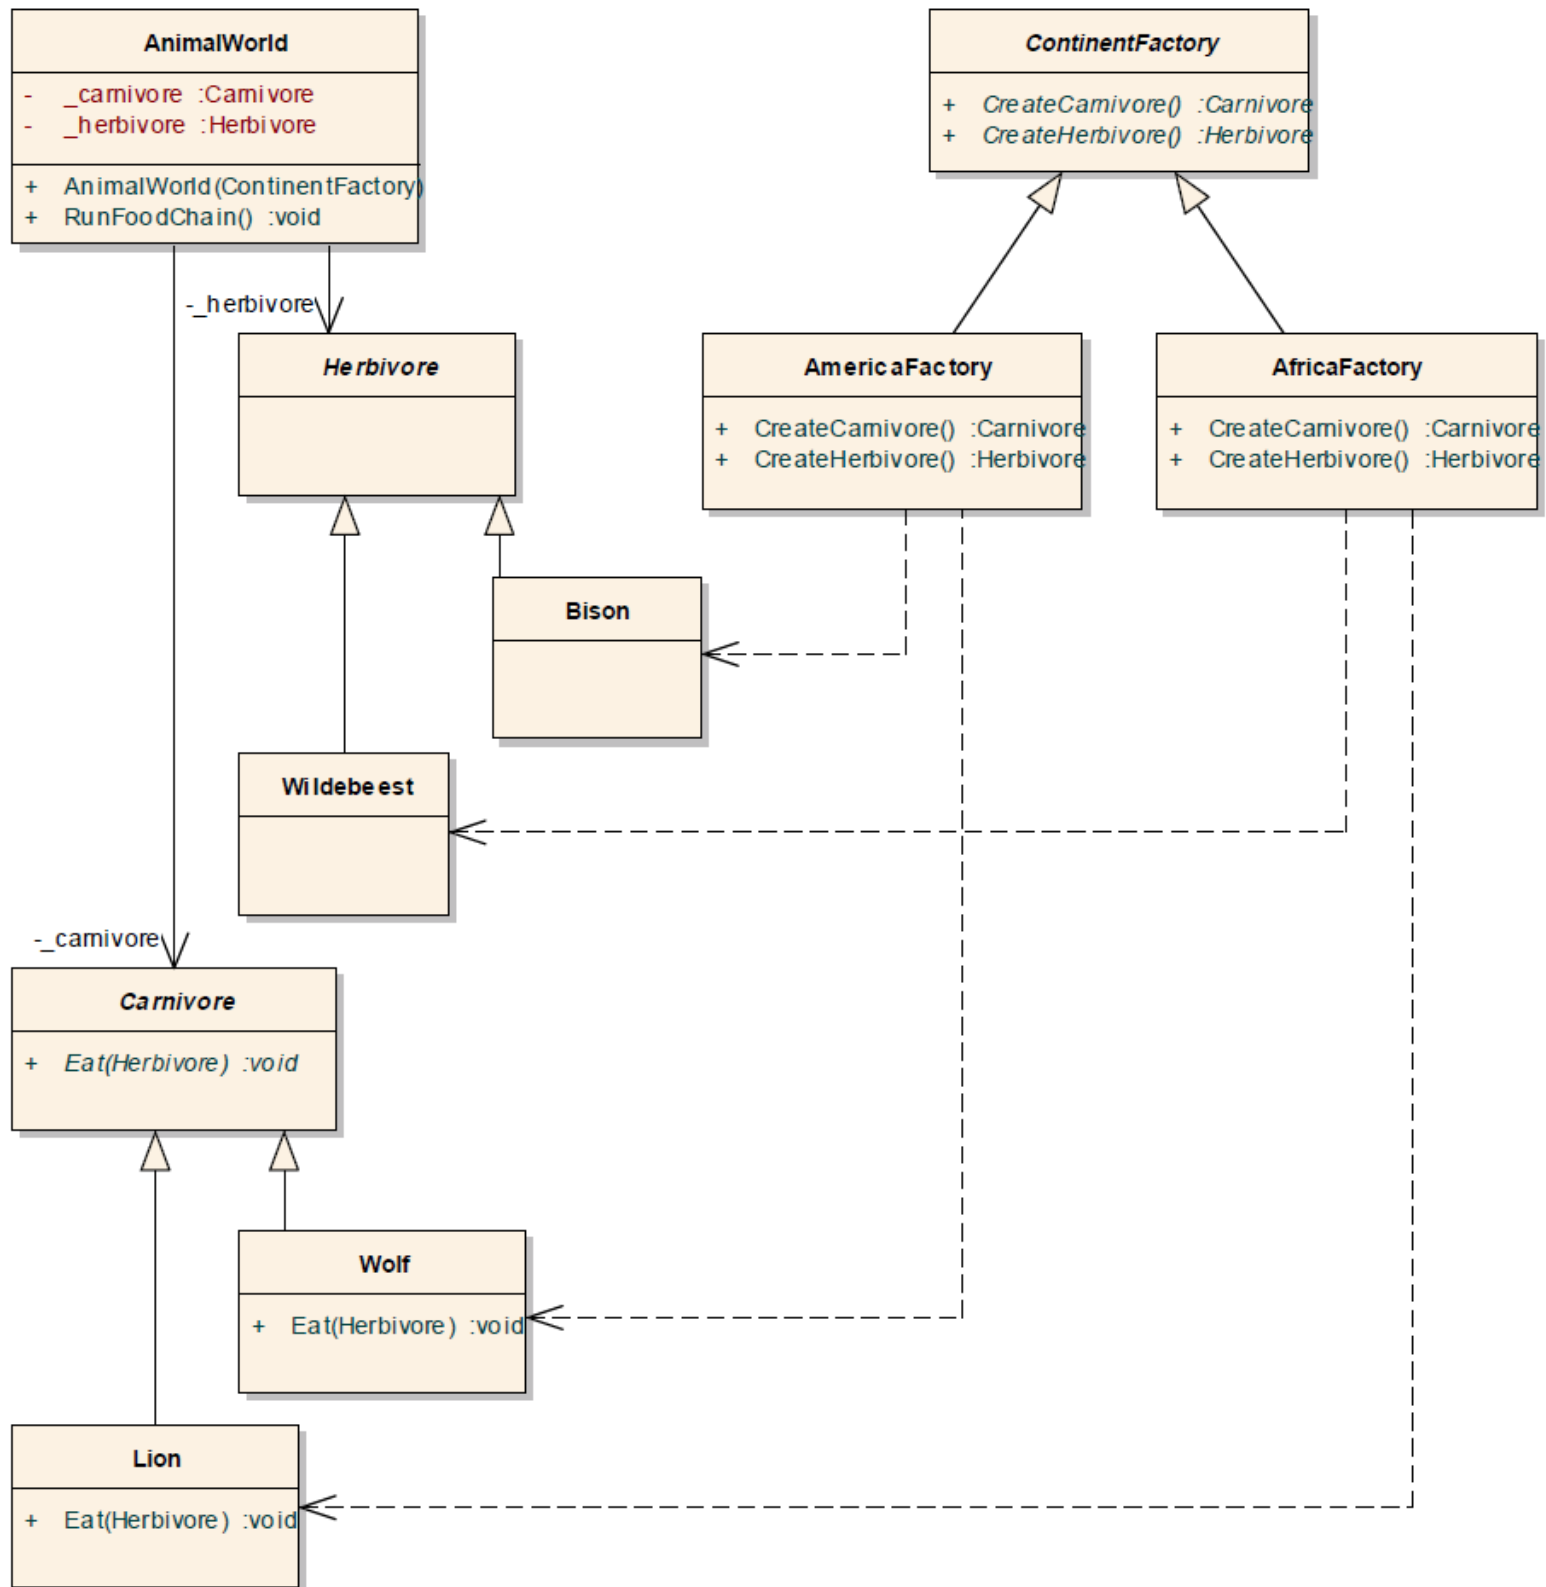 AnimalWorld
- _carnivore :Carnivore
- _herbivore :Herbivore
+ AnimalWorld(ContinentFactory)
+ RunFoodChain() :void
ContinentFactory
+ CreateCarnivore() :Carnivore
+ CreateHerbivore() :Herbivore
-_herbivore
Herbivore
AmericaFactory
+ CreateCarnivore() :Carnivore
+ CreateHerbivore() :Herbivore
AfricaFactory
+ CreateCarnivore() :Carnivore
+ CreateHerbivore() :Herbivore
Bison
Wildebeest
-_carnivore
Carnivore
+ Eat(Herbivore) :void
Wolf
+ Eat(Herbivore) :void
Lion
+ Eat(Herbivore) :void